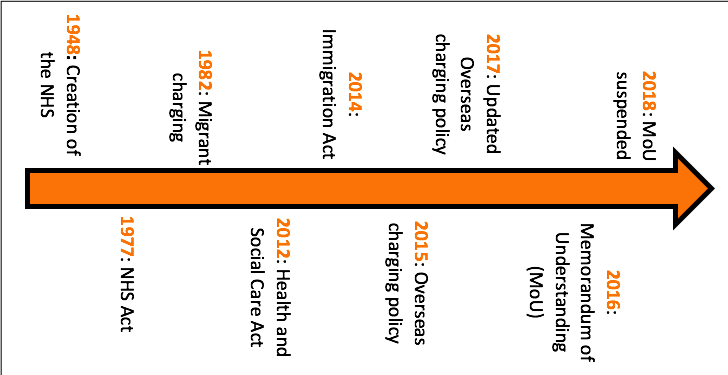 1948: Creation of
the NHS
1977: NHS Act
1982: Migrant
charging
2012: Health and
Social Care Act
2014:
Immigration Act
2015: Overseas
charging policy
2017: Updated
Overseas
charging policy
2016:
Memorandum of
Understanding
(MoU)
2018: MoU
suspended